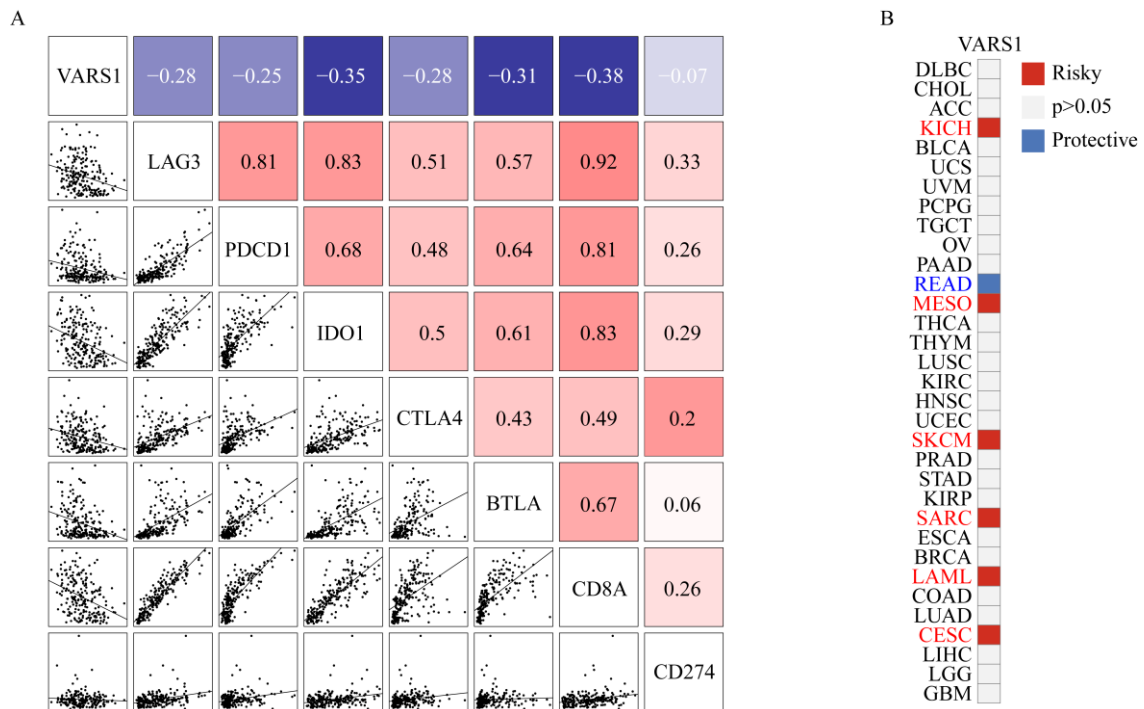 A
VARS1 −0.28 −0.25 −0.35 −0.28 −0.31 −0.38 −0.07
LAG3 0.81 0.83 0.51 0.57 0.92 0.33
PDCD1 0.68 0.48 0.64 0.81 0.26
IDO1 0.5 0.61 0.83 0.29
CTLA4 0.43 0.49 0.2
BTLA 0.67 0.06
CD8A 0.26
CD274
B
VARS1
DLBC
CHOL
ACC
KICH
BLCA
UCS
UVM
PCPG
TGCT
OV
PAAD
READ
MESO
THCA
THYM
LUSC
KIRC
HNSC
UCEC
SKCM
PRAD
STAD
KIRP
SARC
ESCA
BRCA
LAML
COAD
LUAD
CESC
LIHC
LGG
GBM
Risky
p>0.05
Protective